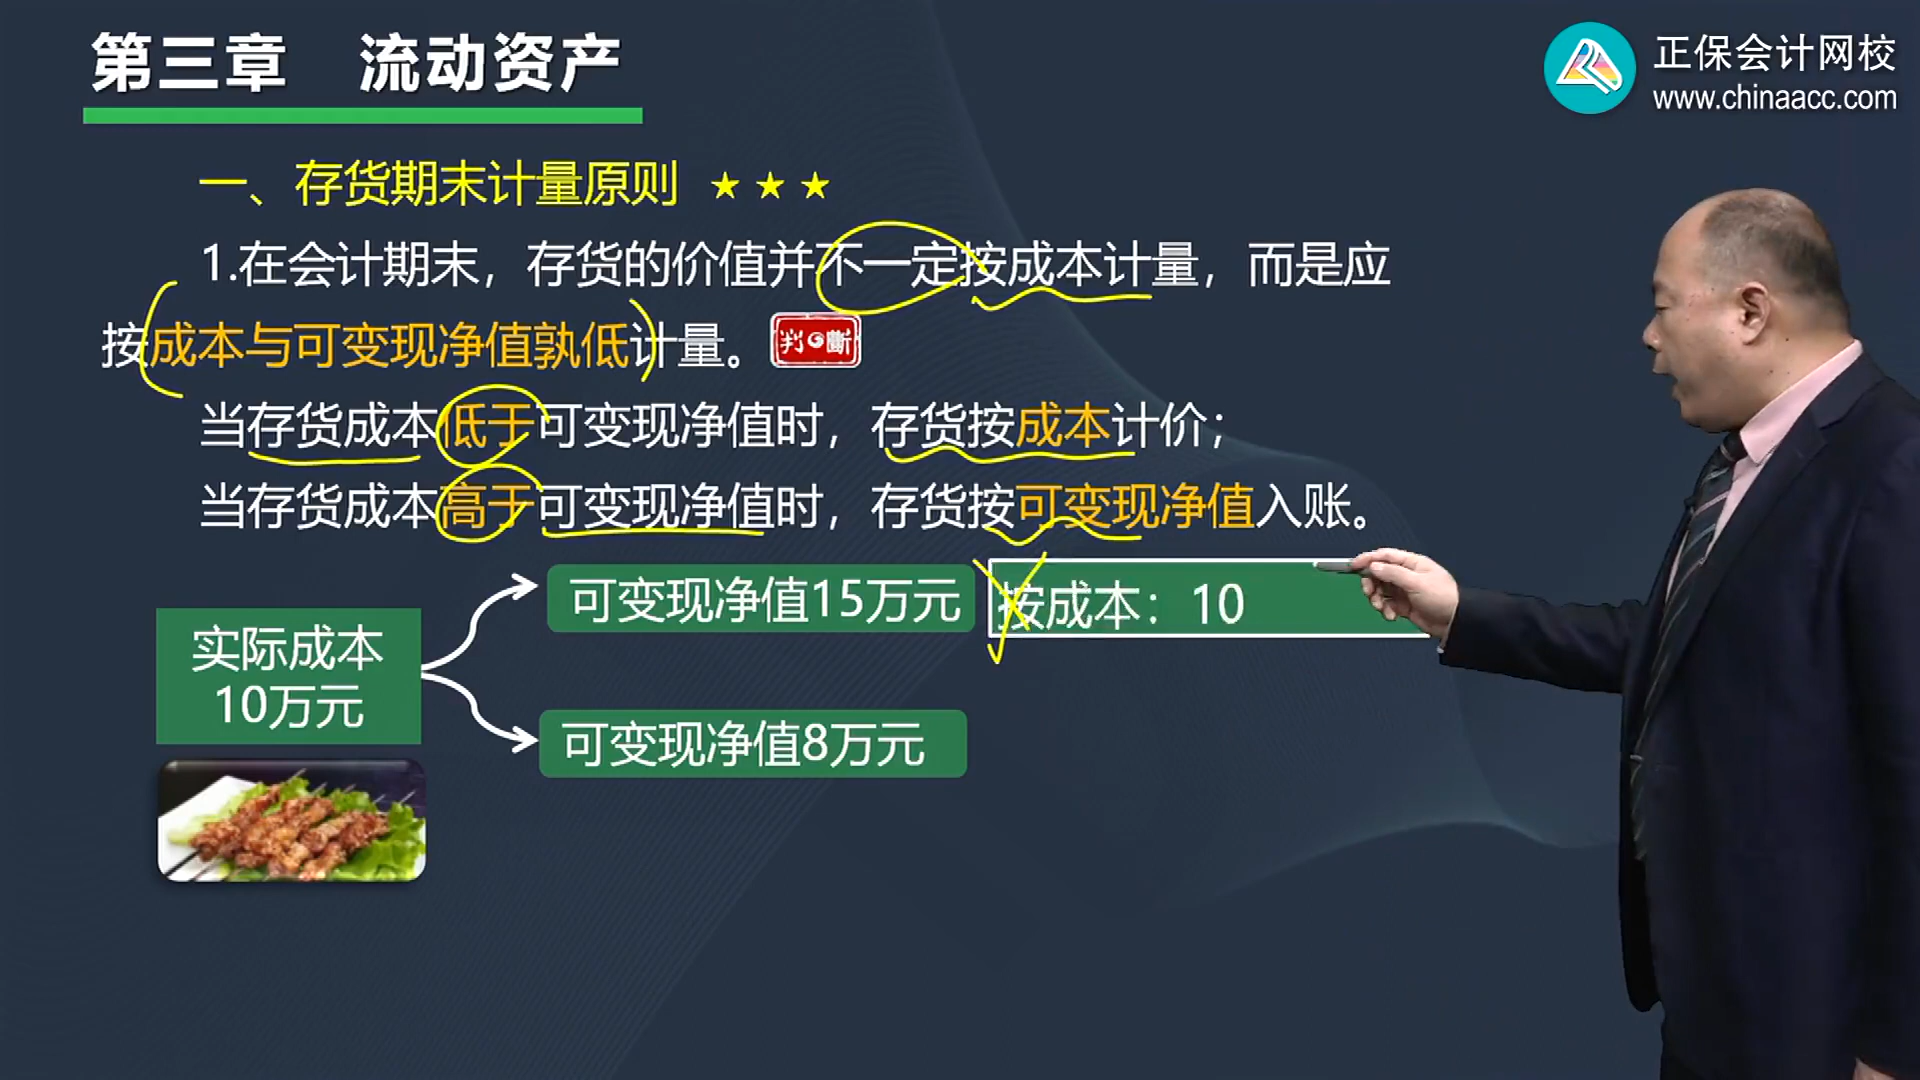 第三章 流动资产
正保会计网校
www.chinaacc.com
一、存货期末计量原则 ★★★
1.在会计期末，存货的价值并不一定按成本计量，而是应
按成本与可变现净值孰低计量。 判断
当存货成本低于可变现净值时，存货按成本计价；
当存货成本高于可变现净值时，存货按可变现净值入账。
可变现净值15万元
按成本：10
实际成本
10万元
可变现净值8万元